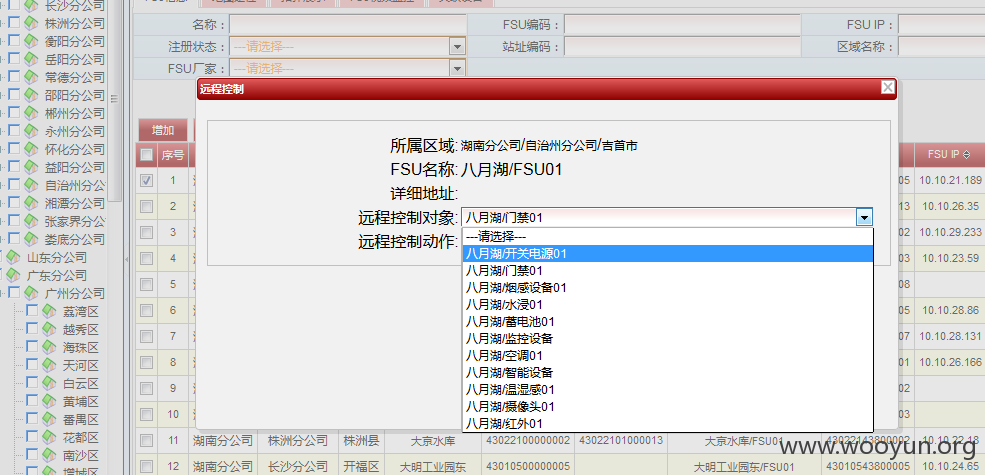 长沙分公司
株洲分公司
衡阳分公司
岳阳分公司
常德分公司
邵阳分公司
郴州分公司
永州分公司
怀化分公司
益阳分公司
自治州分公
湘潭分公司
张家界分公
娄底分公司
山东分公司
广东分公司
广州分公司
荔湾区
越秀区
海珠区
天河区
白云区
黄埔区
番禺区
花都区
南沙区
增城区
名称： FSU编码： FSU IP：
注册状态： ---请选择--- 站址编码： 区域名称：
FSU厂家： ---请选择---
远程控制
增加
序号 FSU IP
所属区域: 湖南分公司/自治州分公司/吉首市
FSU名称: 八月湖/FSU01
详细地址:
远程控制对象: 八月湖/门禁01
远程控制动作:
---请选择---
八月湖/开关电源01
八月湖/门禁01
八月湖/烟感设备01
八月湖/水浸01
八月湖/蓄电池01
八月湖/监控设备
八月湖/空调01
八月湖/智能设备
八月湖/温湿感01
八月湖/摄像头01
八月湖/红外01
1 05 10.10.21.189
2 13 10.10.26.35
3 02 10.10.29.233
4 03 10.10.23.59
5 08
6 05 10.10.28.86
7 07 10.10.28.131
8 01 10.10.26.166
9 02
10 03
11 湖南分公司 株洲分公司 株洲县 大京水库 43022100000002 43022101000013 大京水库/FSU01 43022143800002 10.10.22.18
12 湖南分公司 长沙分公司 开福区 大明工业园东 43010500000005 大明工业园东/FSU01 43010543800005 10.10.24.65
www.wooyun.org